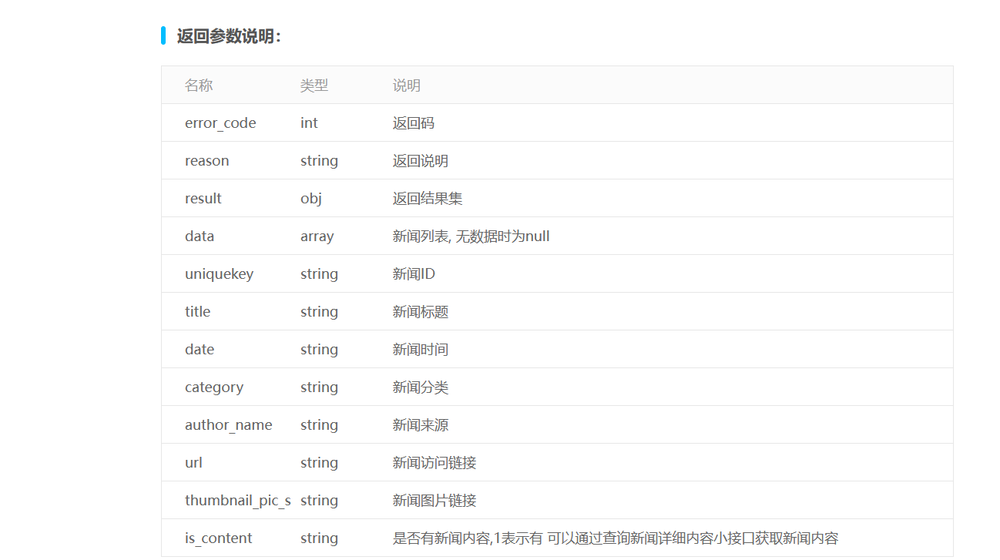 返回参数说明：
名称 类型 说明
error_code int 返回码
reason string 返回说明
result obj 返回结果集
data array 新闻列表, 无数据时为null
uniquekey string 新闻ID
title string 新闻标题
date string 新闻时间
category string 新闻分类
author_name string 新闻来源
url string 新闻访问链接
thumbnail_pic_s string 新闻图片链接
is_content string 是否有新闻内容,1表示有 可以通过查询新闻详细内容小接口获取新闻内容